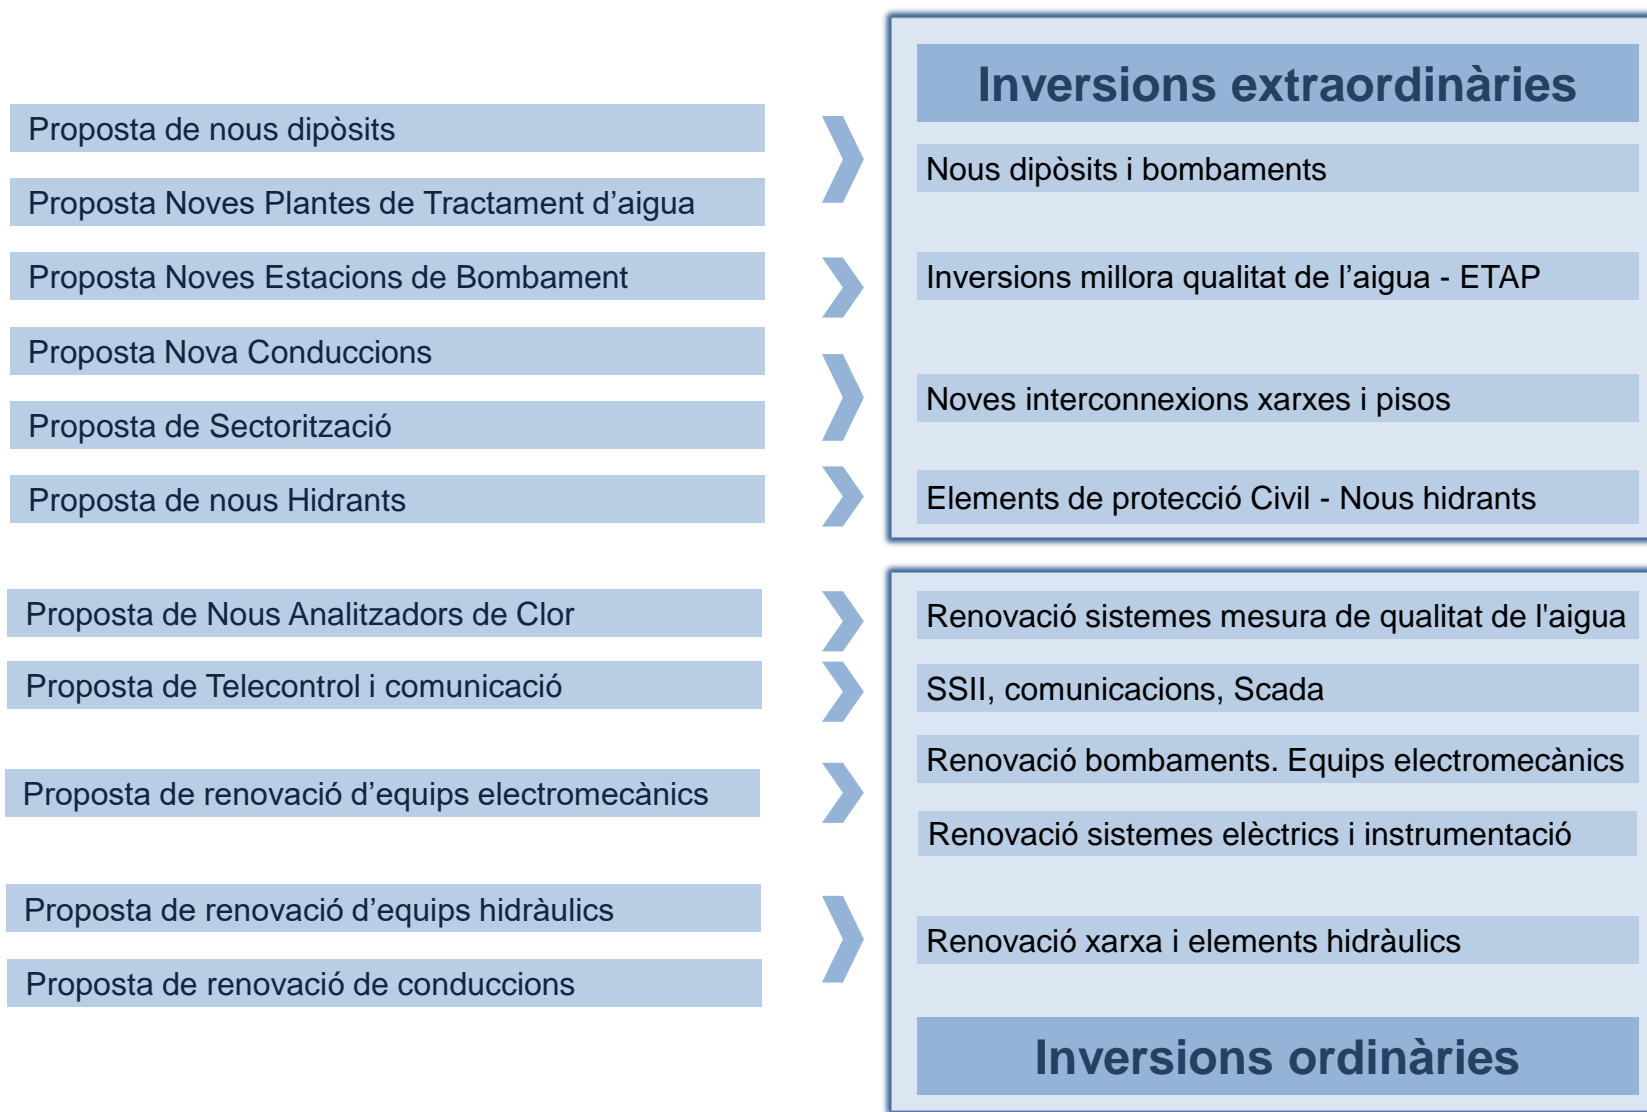 Proposta de nous dipòsits
Proposta Noves Plantes de Tractament d’aigua
Proposta Noves Estacions de Bombament
Proposta Nova Conduccions
Proposta de Sectorització
Proposta de nous Hidrants
Proposta de Nous Analitzadors de Clor
Proposta de Telecontrol i comunicació
Proposta de renovació d’equips electromecànics
Proposta de renovació d’equips hidràulics
Proposta de renovació de conduccions
Inversions extraordinàries
Nous dipòsits i bombaments
Inversions millora qualitat de l’aigua - ETAP
Noves interconnexions xarxes i pisos
Elements de protecció Civil - Nous hidrants
Renovació sistemes mesura de qualitat de l'aigua
SSII, comunicacions, Scada
Renovació bombaments. Equips electromecànics
Renovació sistemes elèctrics i instrumentació
Renovació xarxa i elements hidràulics
Inversions ordinàries